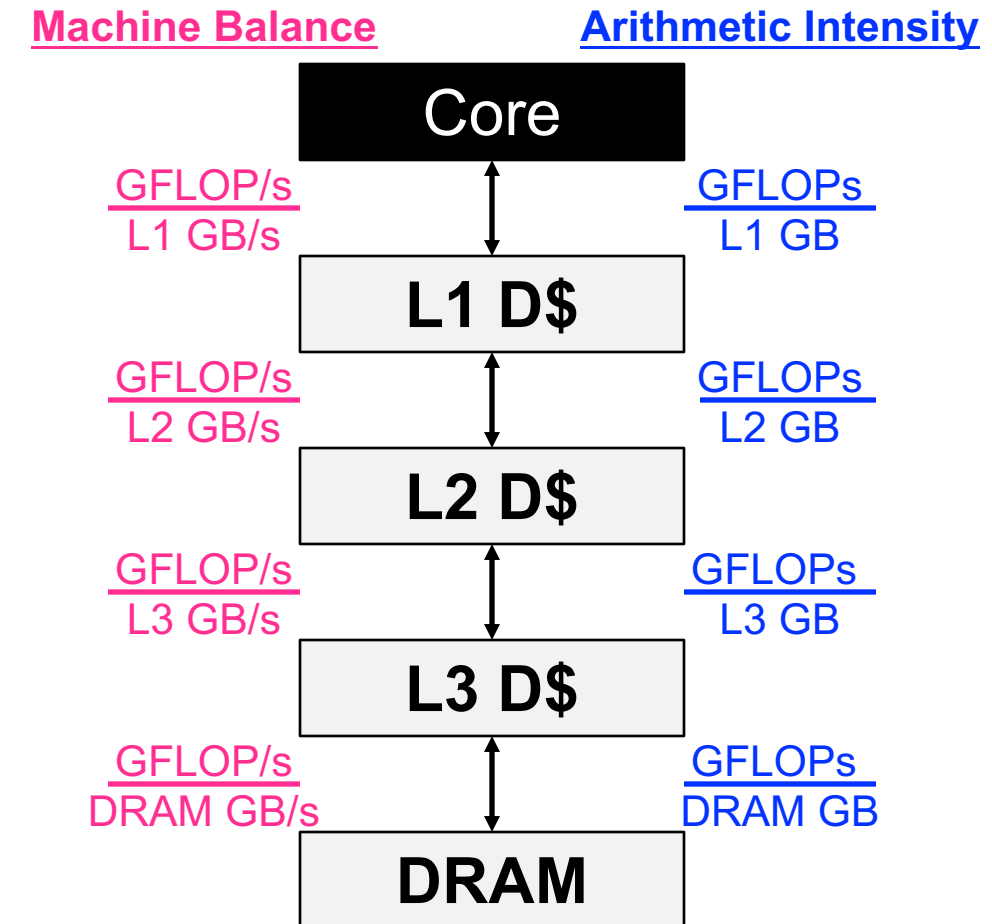 Machine Balance
Arithmetic Intensity
Core
GFLOP/s
L1 GB/s
GFLOPs
L1 GB
L1 D$
GFLOP/s
L2 GB/s
GFLOPs
L2 GB
L2 D$
GFLOP/s
L3 GB/s
GFLOPs
L3 GB
L3 D$
GFLOP/s
DRAM GB/s
GFLOPs
DRAM GB
DRAM